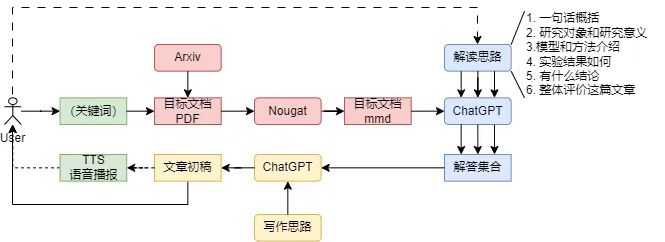 Arxiv
解读思路
1. 一句话概括
2. 研究对象和研究意义
3.模型和方法介绍
4. 实验结果如何
5. 有什么结论
6. 整体评价这篇文章
User
（关键词）
目标文档
PDF
Nougat
目标文档
mmd
ChatGPT
TTS
语音播报
文章初稿
ChatGPT
解答集合
写作思路